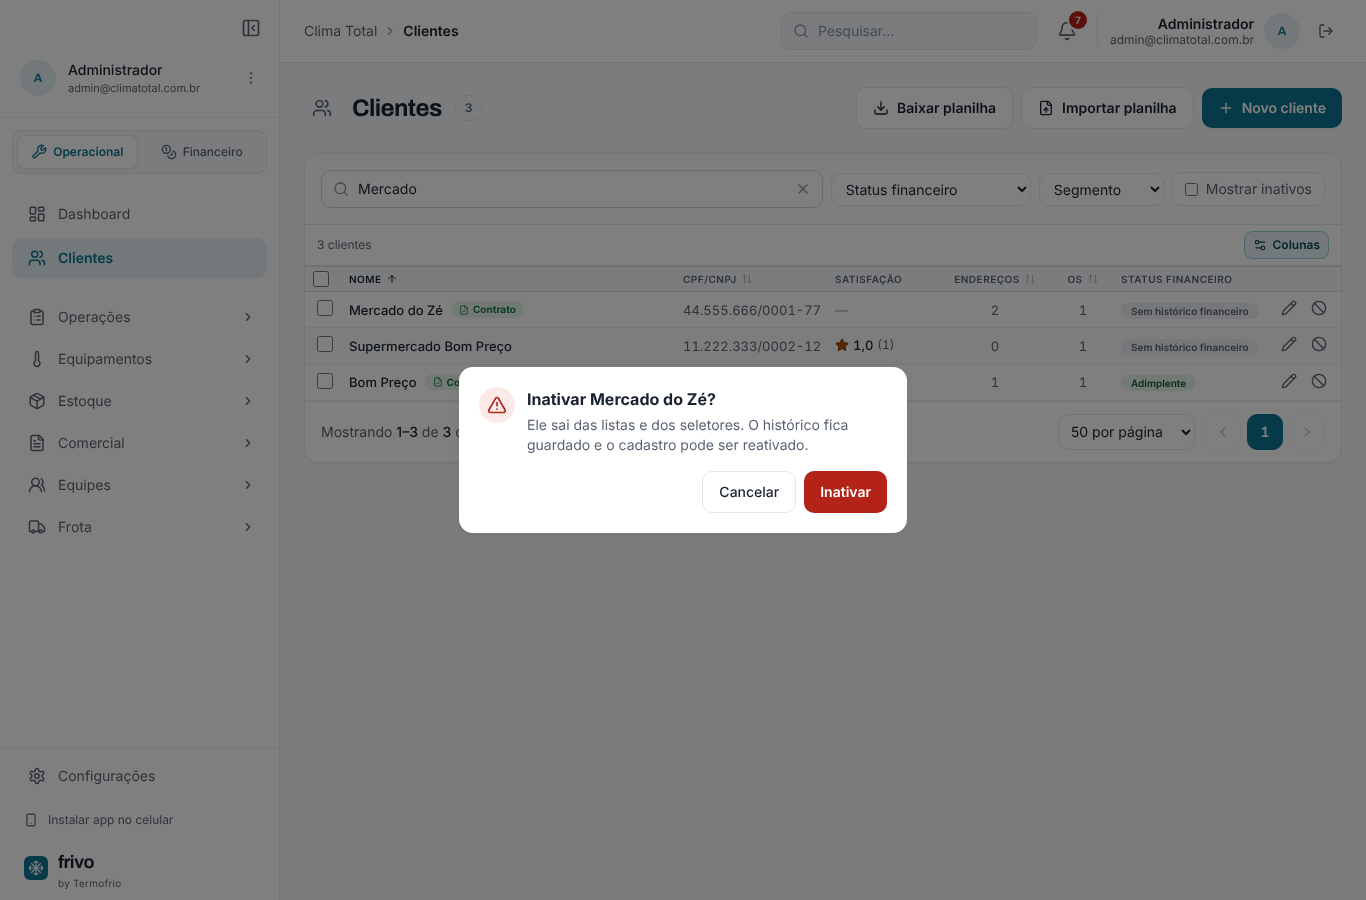 Clima Total > Clientes
Pesquisar...
7
Administrador
admin@climatotal.com.br
A
A
Administrador
admin@climatotal.com.br
Operacional
Financeiro
Dashboard
Clientes
Operações
Equipamentos
Estoque
Comercial
Equipes
Frota
Configurações
Instalar app no celular
frivo
by Termofrio
Clientes 3
Baixar planilha
Importar planilha
+ Novo cliente
Mercado
Status financeiro
Segmento
Mostrar inativos
3 clientes
Colunas
NOME ↑ CPF/CNPJ ↑↓ SATISFAÇÃO ENDEREÇOS ↑↓ OS ↑↓ STATUS FINANCEIRO
Mercado do Zé Contrato 44.555.666/0001-77 — 2 1 Sem histórico financeiro
Supermercado Bom Preço 11.222.333/0002-12 ★ 1,0 (1) 0 1 Sem histórico financeiro
Bom Preço 1 1 Adimplente
Mostrando 1–3 de 3
50 por página
1
Inativar Mercado do Zé?
Ele sai das listas e dos seletores. O histórico fica
guardado e o cadastro pode ser reativado.
Cancelar
Inativar